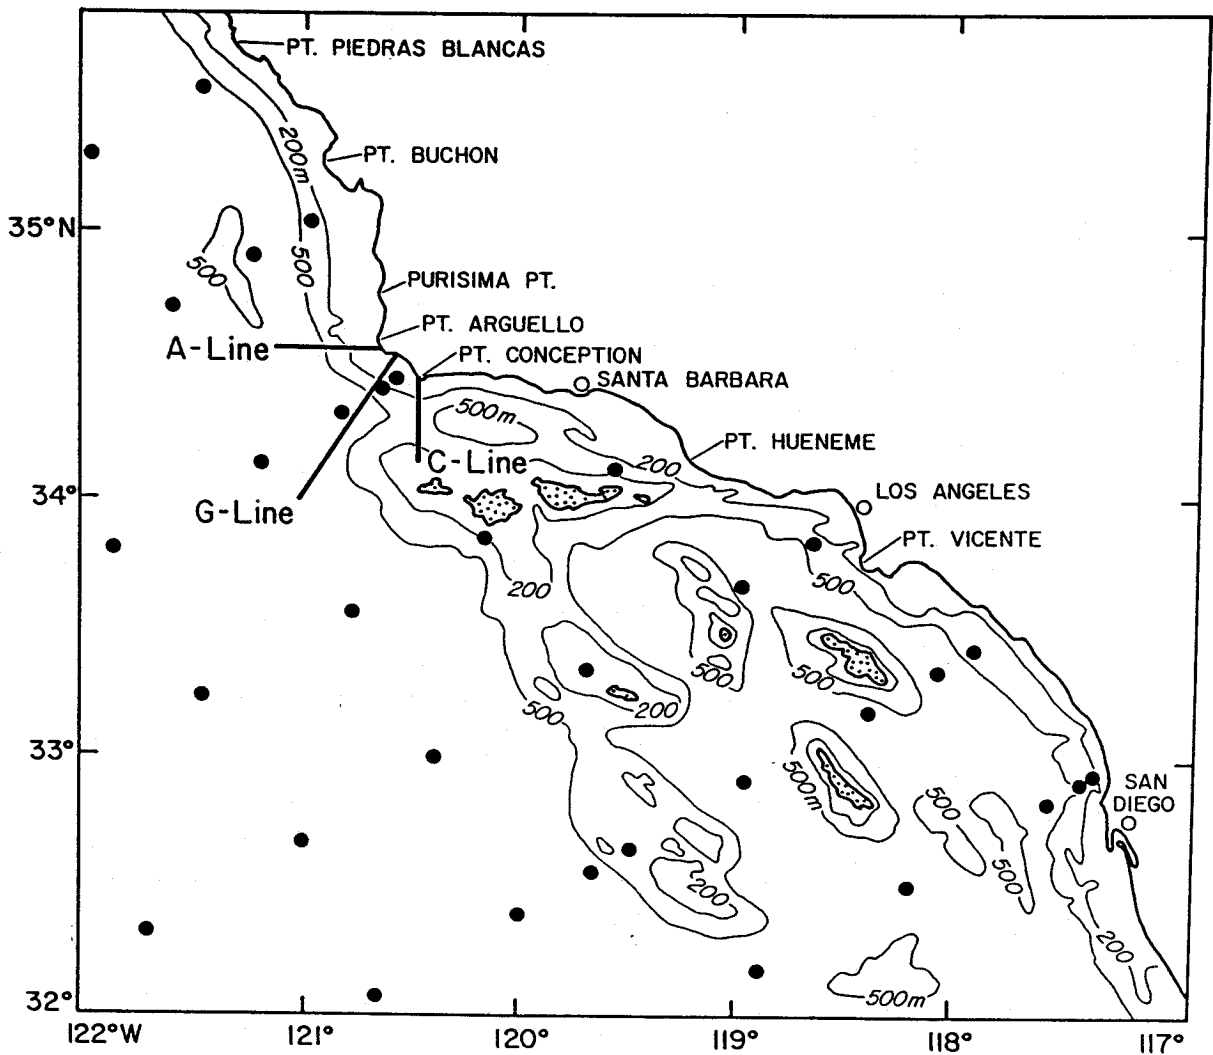 PT. PIEDRAS BLANCAS
200m
PT. BUCHON
35°N
500
500
PURISIMA PT.
PT. ARGUELLO
A-Line
PT. CONCEPTION
SANTA BARBARA
500m
PT. HUENEME
C-Line
200
34°
LOS ANGELES
G-Line
PT. VICENTE
200
500
500
500
200
500
33°
500m
500
SAN
DIEGO
500
200
200
500m
32°
122°W
121°
120°
119°
118°
117°